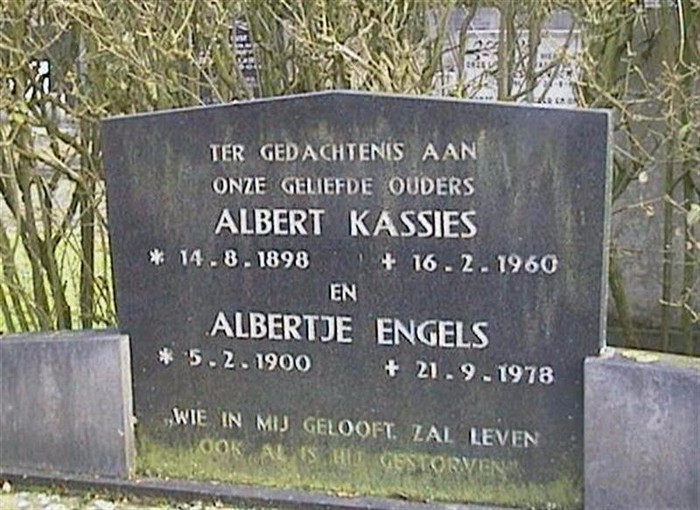 TER GEDACHTENIS AAN
ONZE GELIEFDE OUDERS
ALBERT KASSIES
* 14.8.1898 + 16.2.1960
EN
ALBERTJE ENGELS
* 5.2.1900 + 21.9.1978
„WIE IN MIJ GELOOFT, ZAL LEVEN
OOK AL IS HIJ GESTORVEN"